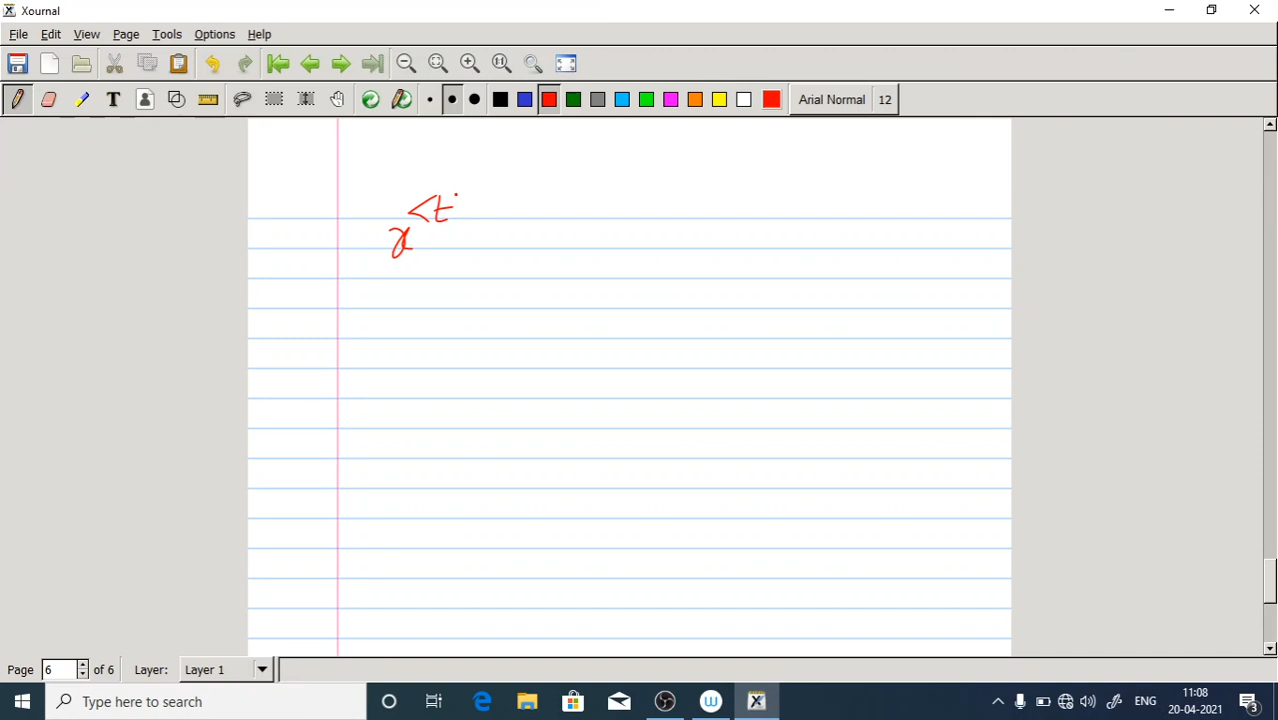 Xournal
File Edit View Page Tools Options Help
Arial Normal 12
x^<t
Page 6 of 6 Layer: Layer 1
Type here to search
ENG
11:08
20-04-2021
3